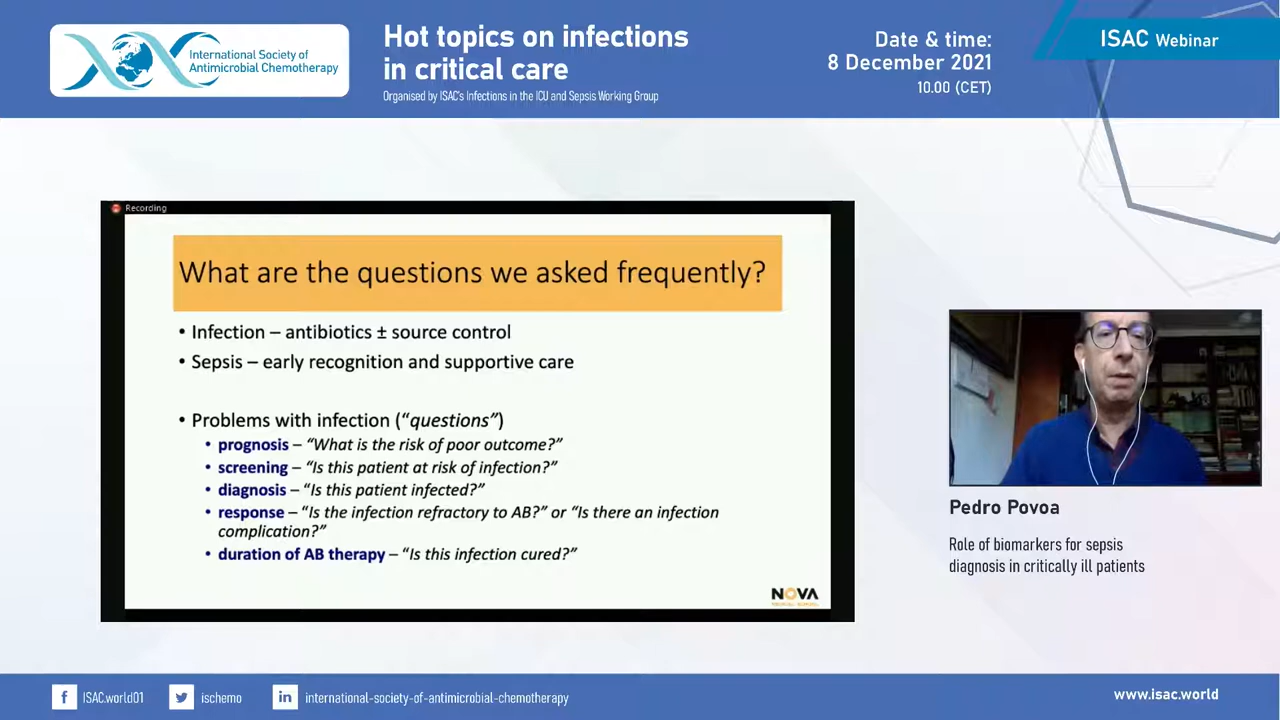 International Society of
Antimicrobial Chemotherapy
Hot topics on infections
in critical care
Organised by ISAC's Infections in the ICU and Sepsis Working Group
Date & time:
8 December 2021
10.00 (CET)
ISAC Webinar
Recording
What are the questions we asked frequently?
• Infection – antibiotics ± source control
• Sepsis – early recognition and supportive care
• Problems with infection ("questions")
• prognosis – "What is the risk of poor outcome?"
• screening – "Is this patient at risk of infection?"
• diagnosis – "Is this patient infected?"
• response – "Is the infection refractory to AB?" or "Is there an infection
complication?"
• duration of AB therapy – "Is this infection cured?"
NOVA
Pedro Povoa
Role of biomarkers for sepsis
diagnosis in critically ill patients
ISAC.world01
ischemo
international-society-of-antimicrobial-chemotherapy
www.isac.world